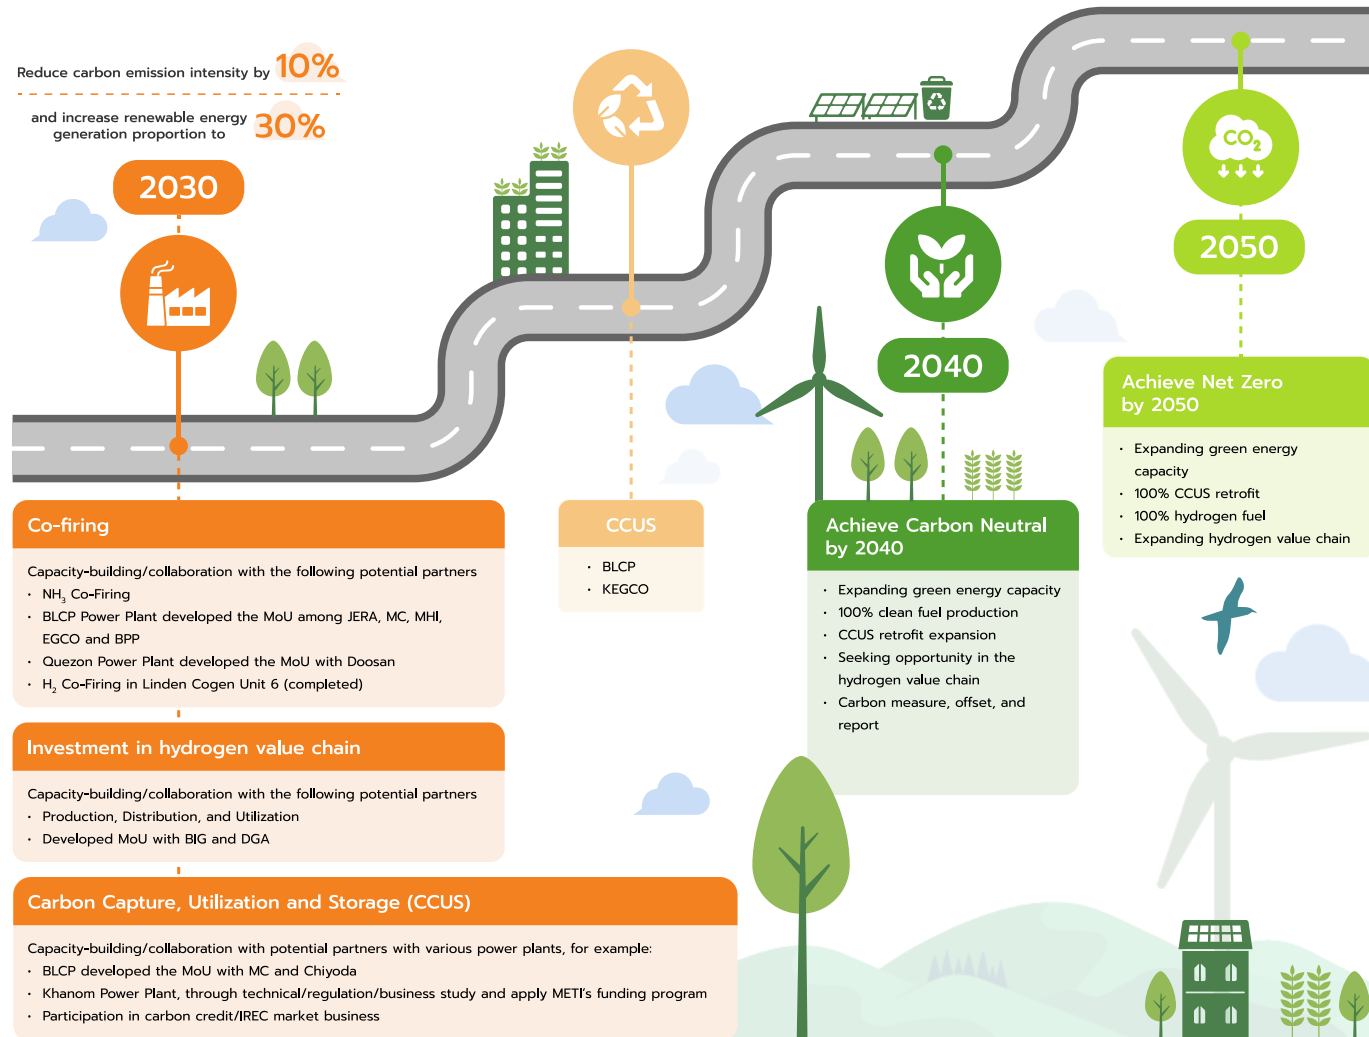 Reduce carbon emission intensity by 10%
and increase renewable energy
generation proportion to 30%
2030
Co-firing
Capacity-building/collaboration with the following potential partners
• NH₃ Co-Firing
• BLCP Power Plant developed the MoU among JERA, MC, MHI,
EGCO and BPP
• Quezon Power Plant developed the MoU with Doosan
• H₂ Co-Firing in Linden Cogen Unit 6 (completed)
Investment in hydrogen value chain
Capacity-building/collaboration with the following potential partners
• Production, Distribution, and Utilization
• Developed MoU with BIG and DGA
Carbon Capture, Utilization and Storage (CCUS)
Capacity-building/collaboration with potential partners with various power plants, for example:
• BLCP developed the MoU with MC and Chiyoda
• Khanom Power Plant, through technical/regulation/business study and apply METI's funding program
• Participation in carbon credit/IREC market business
CCUS
• BLCP
• KEGCO
2040
Achieve Carbon Neutral
by 2040
• Expanding green energy capacity
• 100% clean fuel production
• CCUS retrofit expansion
• Seeking opportunity in the
hydrogen value chain
• Carbon measure, offset, and
report
CO₂
2050
Achieve Net Zero
by 2050
• Expanding green energy
capacity
• 100% CCUS retrofit
• 100% hydrogen fuel
• Expanding hydrogen value chain